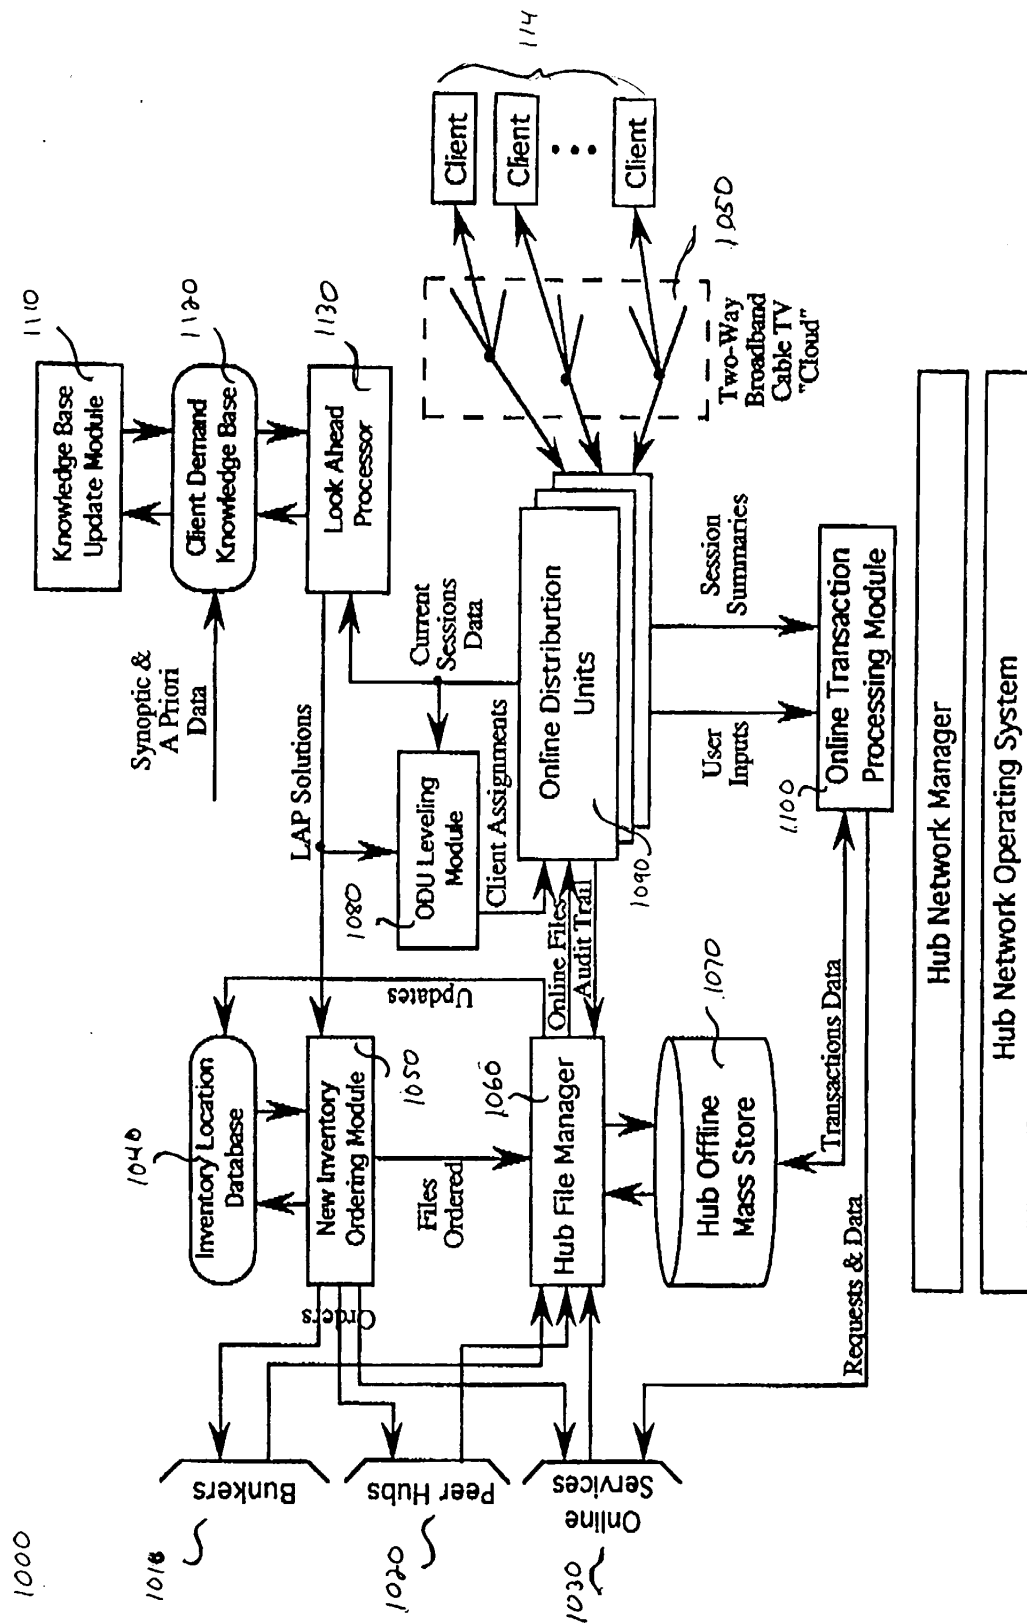 1000
1010
Bunkers
1020
Peer Hubs
1030
Online
Services
Orders
1040
Inventory Location
Database
New Inventory
Ordering Module
1050
Files
Ordered
Updates
1060
Hub File Manager
Hub Offline
Mass Store
1070
Online Files
Audit Trail
Transactions Data
Requests & Data
Synoptic &
A Priori
Data
LAP Solutions
1080
ODU Leveling
Module
Client Assignments
Current
Sessions
Data
Online Distribution
Units
1090
User
Inputs
Session
Summaries
1100
Online Transaction
Processing Module
Knowledge Base
Update Module
1110
Client Demand
Knowledge Base
1120
Look Ahead
Processor
1130
Two-Way
Broadband
Cable TV
"Cloud"
1050
Client
Client
Client
114
Hub Network Manager
Hub Network Operating System